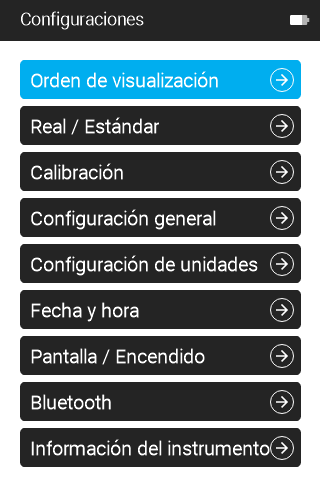 Configuraciones
Orden de visualización
Real / Estándar
Calibración
Configuración general
Configuración de unidades
Fecha y hora
Pantalla / Encendido
Bluetooth
Información del instrumento